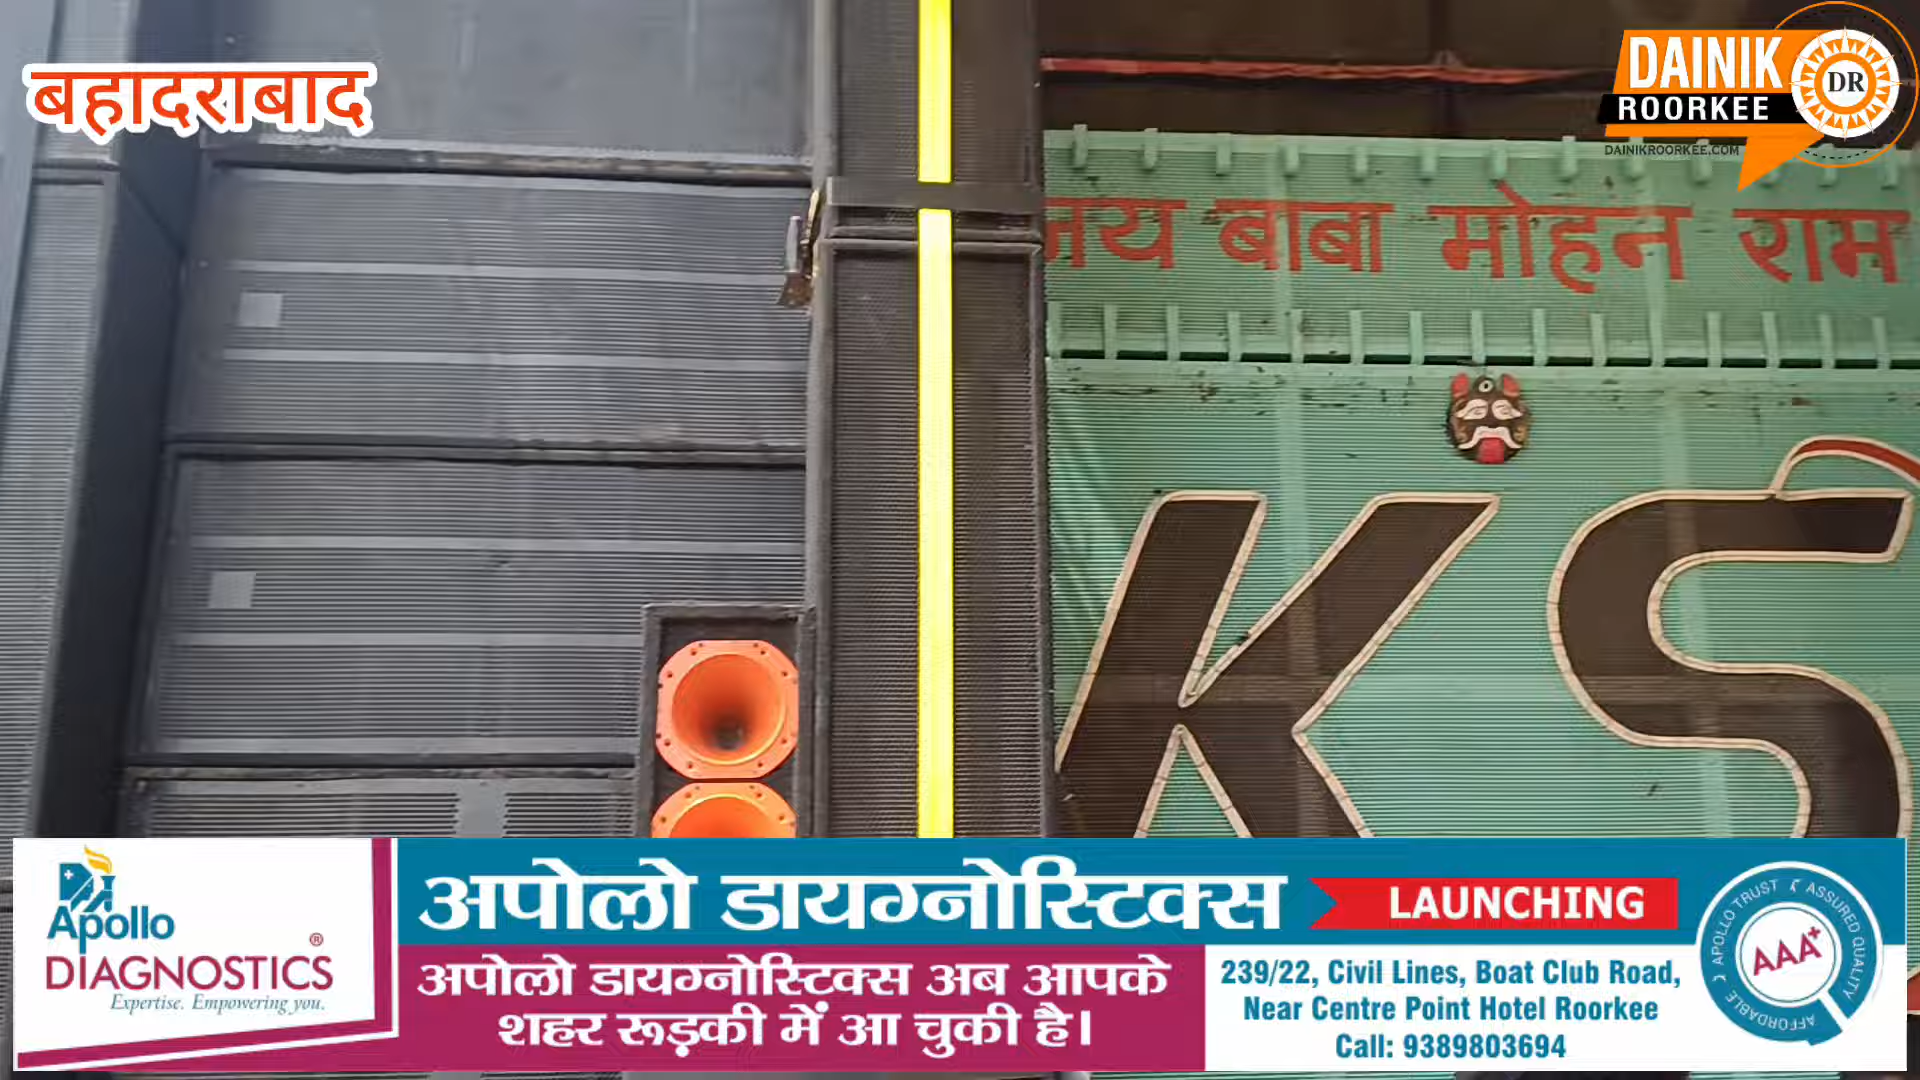 बहादराबाद
DAINIK
ROORKEE
DR
DAINIKROORKEE.COM
जय बाबा मोहन राम
KS
Apollo
DIAGNOSTICS®
Expertise. Empowering you.
अपोलो डायग्नोस्टिक्स
LAUNCHING
अपोलो डायग्नोस्टिक्स अब आपके
शहर रूड़की में आ चुकी है।
239/22, Civil Lines, Boat Club Road,
Near Centre Point Hotel Roorkee
Call: 9389803694
APOLLO TRUST
ASSURED QUALITY
AFFORDABLE
AAA+